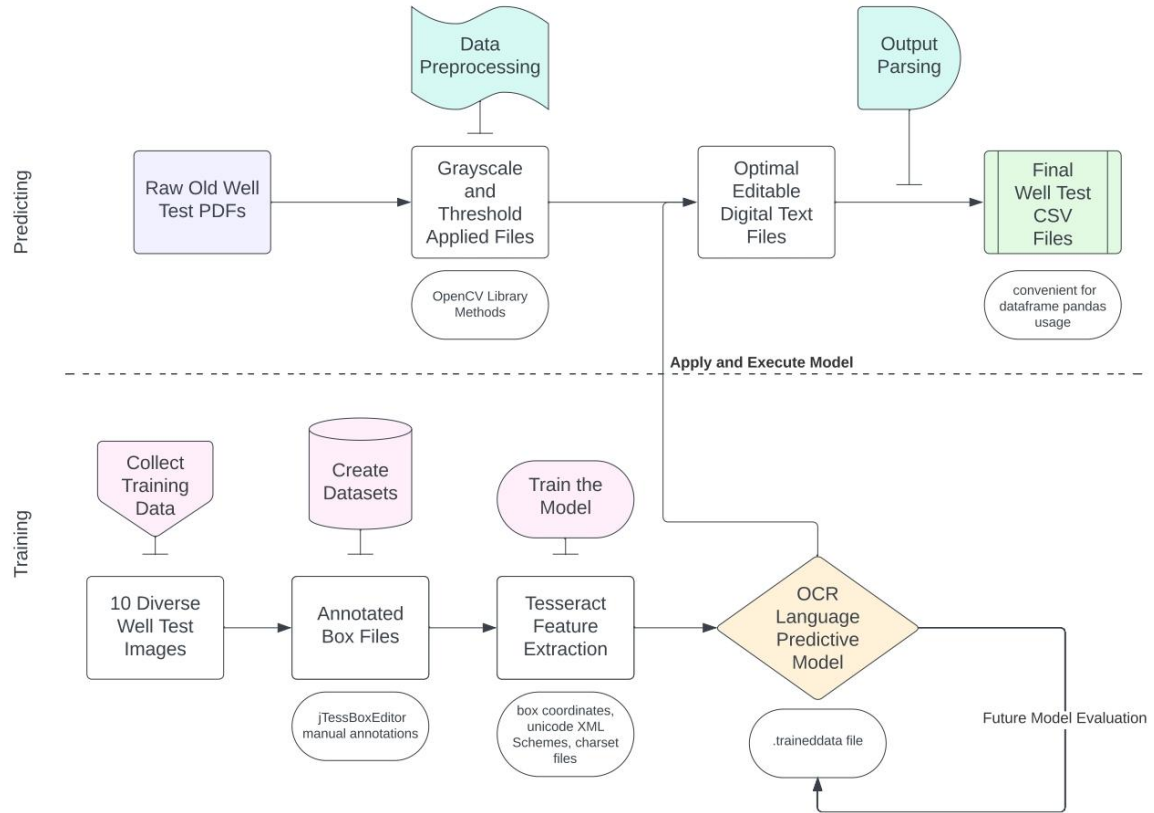 Data
Preprocessing
Output
Parsing
Predicting
Raw Old Well
Test PDFs
Grayscale
and
Threshold
Applied Files
Optimal
Editable
Digital Text
Files
Final
Well Test
CSV
Files
OpenCV Library
Methods
convenient for
dataframe pandas
usage
Apply and Execute Model
Training
Collect
Training
Data
Create
Datasets
Train the
Model
10 Diverse
Well Test
Images
Annotated
Box Files
Tesseract
Feature
Extraction
OCR
Language
Predictive
Model
jTessBoxEditor
manual annotations
box coordinates,
unicode XML
Schemes, charset
files
.traineddata file
Future Model Evaluation